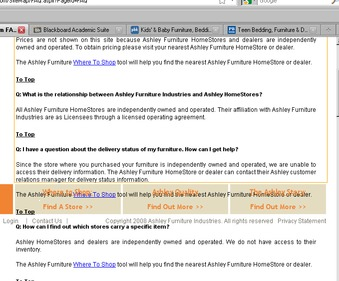 Google
FA...
Blackboard Academic Suite
Kids' & Baby Furniture, Beddi...
Teen Bedding, Furniture & D...
Prices are not shown on this site because Ashley Furniture HomeStores and dealers are independently
owned and operated. To obtain pricing please visit your nearest Ashley Furniture HomeStore or dealer.
The Ashley Furniture Where To Shop tool will help you find the nearest Ashley Furniture HomeStore or dealer.
To Top
Q: What is the relationship between Ashley Furniture Industries and Ashley HomeStores?
All Ashley Furniture HomeStores are independently owned and operated. Their affiliation with Ashley Furniture
Industries are as Licensees through a licensed operating agreement.
To Top
Q: I have a question about the delivery status of my furniture. How can I get help?
Since the store where you purchased your furniture is independently owned and operated, we are unable to
access their delivery information. The Ashley Furniture HomeStore or dealer can contact their Ashley customer
relations manager for delivery status information.
Where to Shop
Ashley Quality
The Ashley Story
The Ashley Furniture Where To Shop tool will help you find the nearest Ashley Furniture HomeStore or dealer.
Find A Store >>
Find Out More >>
Find Out More >>
To Top
Login | Contact Us |
Copyright 2008 Ashley Furniture Industries. All rights reserved. Privacy Statement
Q: How can I find out which stores carry a specific item?
Ashley HomeStores and dealers are independently owned and operated. We do not have access to their
inventory.
The Ashley Furniture Where To Shop tool will help you find the nearest Ashley Furniture HomeStore or dealer.
To Top